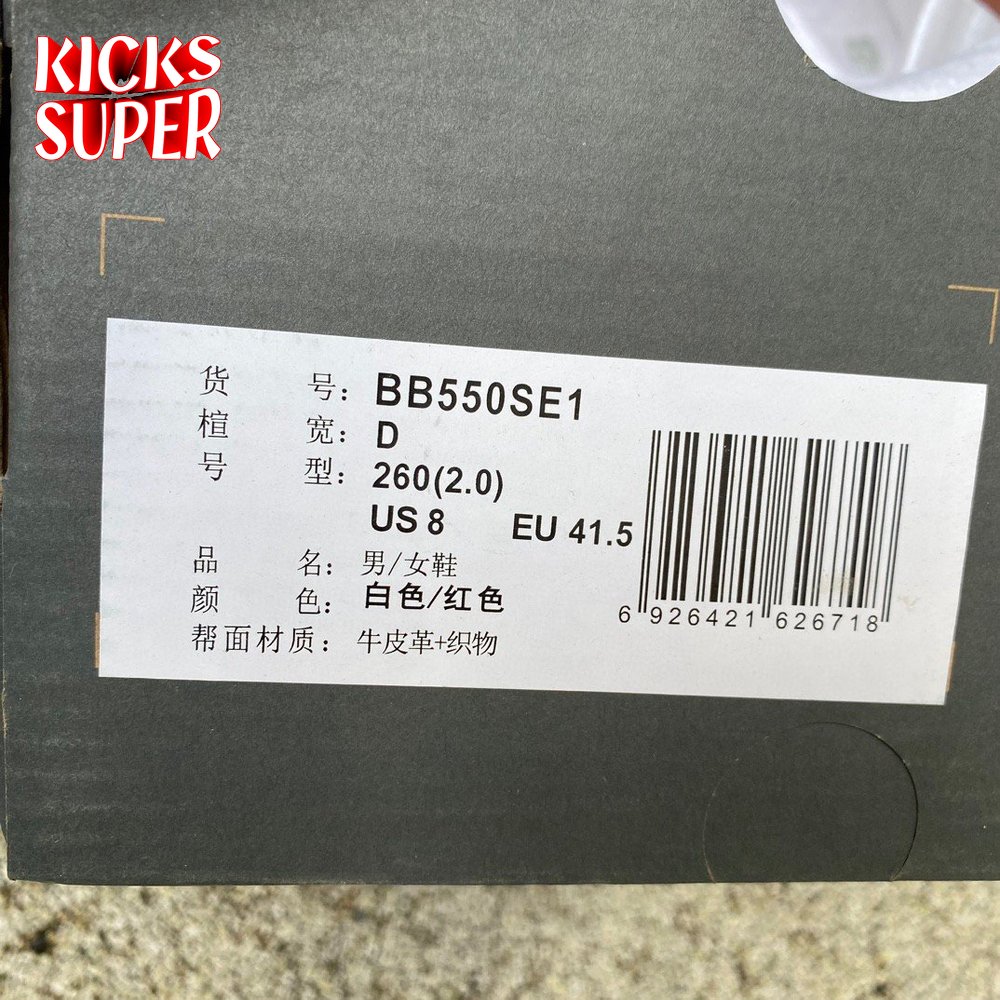 KICKS
SUPER
货 号: BB550SE1
楦 宽: D
号 型: 260(2.0)
US 8 EU 41.5
品 名: 男/女鞋
颜 色: 白色/红色
帮面材质: 牛皮革+织物
6 926421 626718